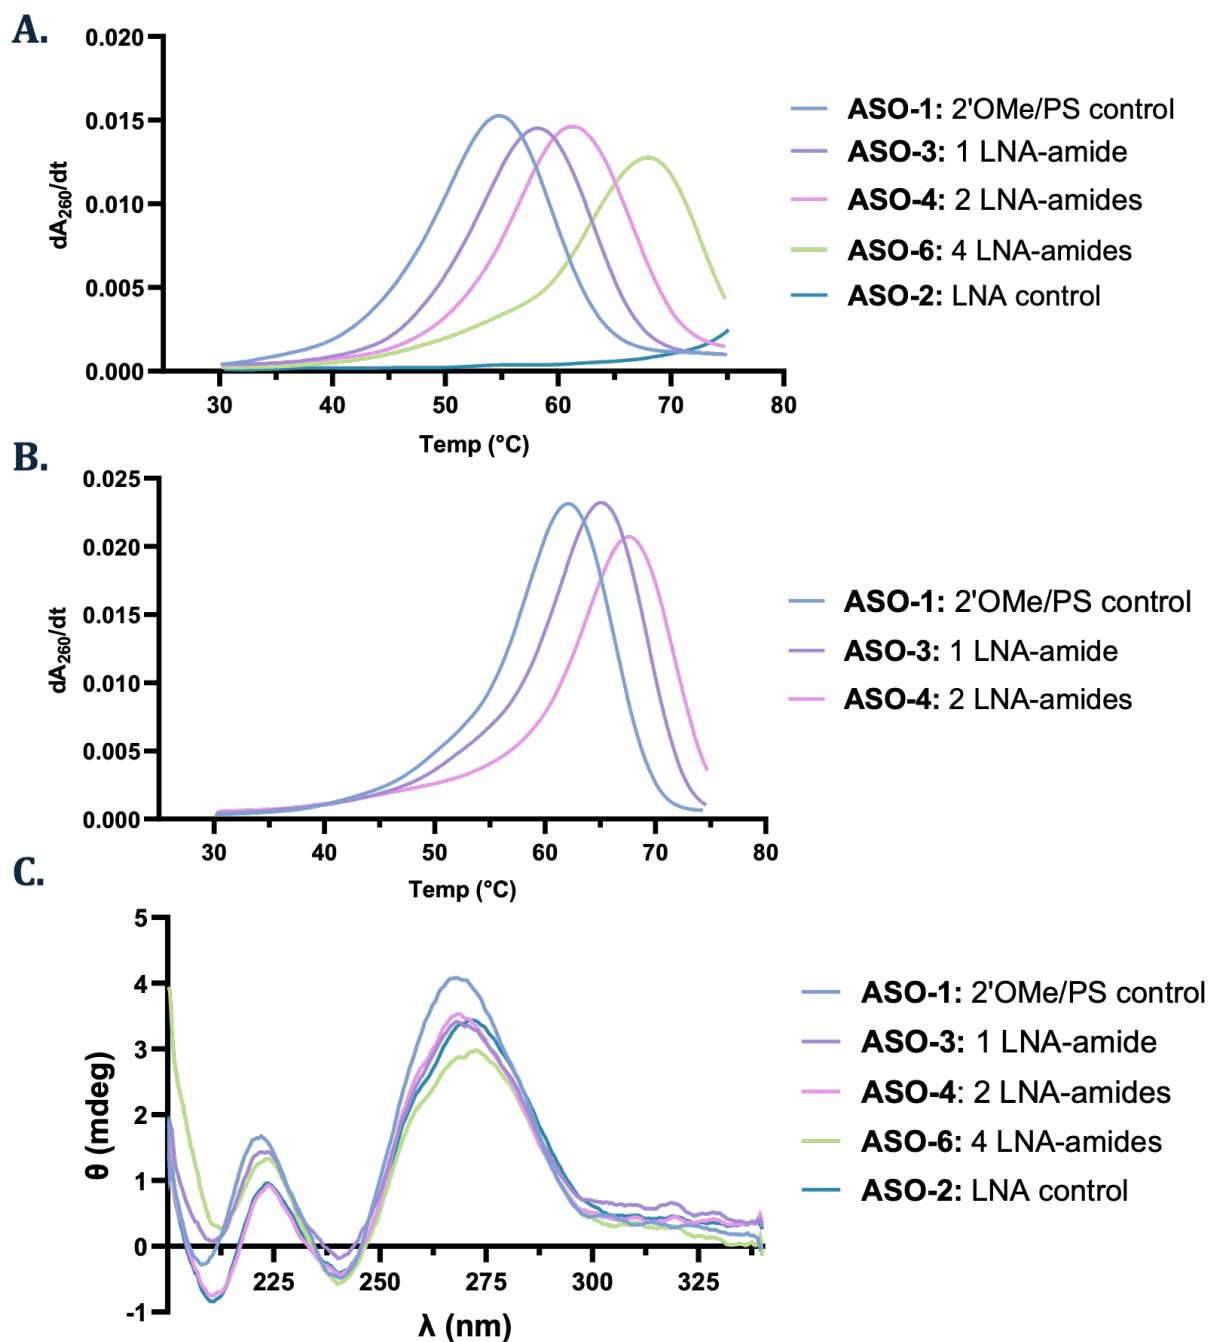 A.
0.020
0.015
0.010
0.005
0.000
dA260/dt
30 40 50 60 70 80
Temp (°C)
ASO-1: 2'OMe/PS control
ASO-3: 1 LNA-amide
ASO-4: 2 LNA-amides
ASO-6: 4 LNA-amides
ASO-2: LNA control
B.
0.025
0.020
0.015
0.010
0.005
0.000
dA260/dt
30 40 50 60 70 80
Temp (°C)
ASO-1: 2'OMe/PS control
ASO-3: 1 LNA-amide
ASO-4: 2 LNA-amides
C.
5
4
3
2
1
0
-1
θ (mdeg)
225 250 275 300 325
λ (nm)
ASO-1: 2'OMe/PS control
ASO-3: 1 LNA-amide
ASO-4: 2 LNA-amides
ASO-6: 4 LNA-amides
ASO-2: LNA control